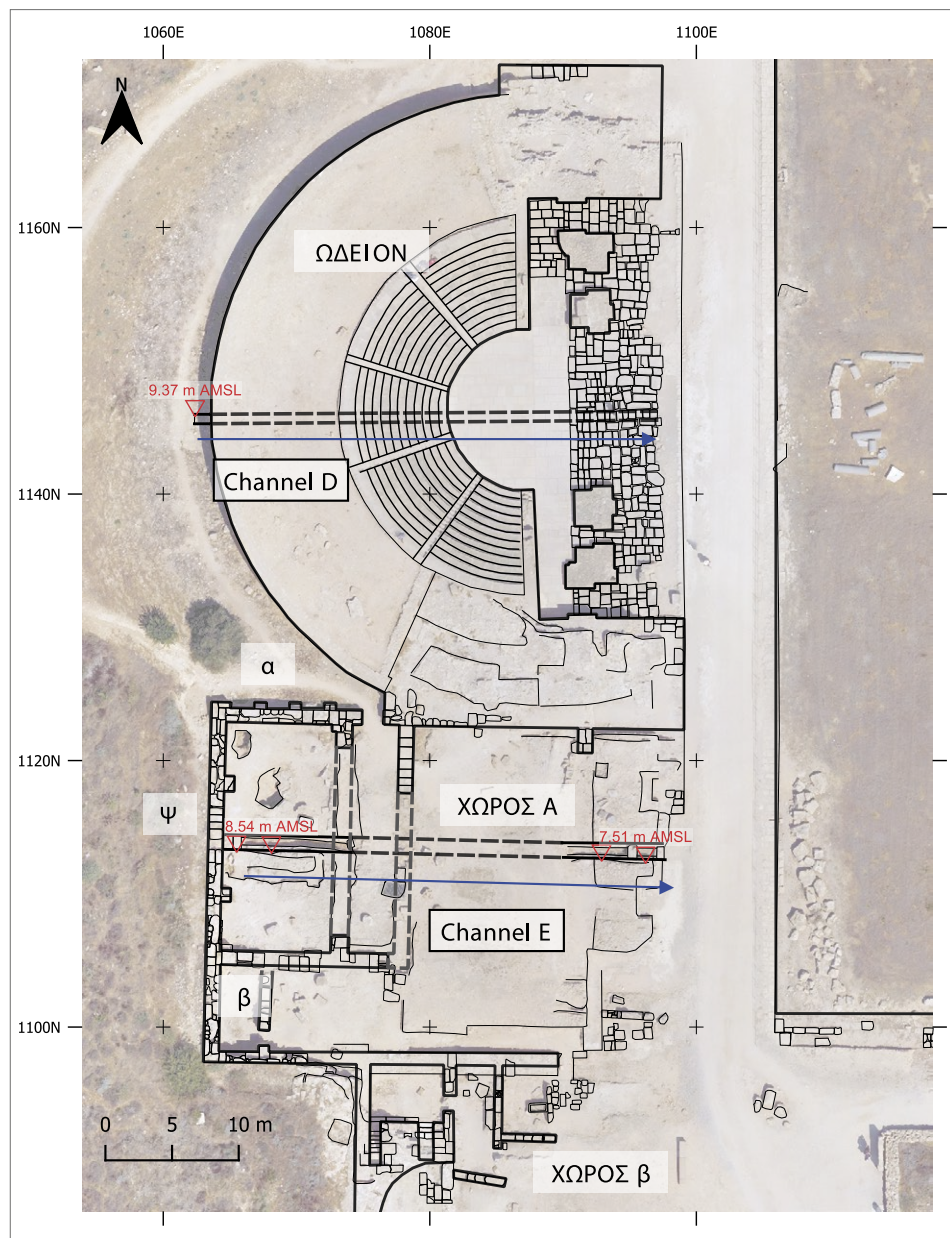 1060E
1080E
1100E
N
1160N
ΩΔΕΙΟΝ
9.37 m AMSL
Channel D
1140N
α
1120N
ΧΩΡΟΣ Α
Ψ
8.54 m AMSL
7.51 m AMSL
Channel E
β
1100N
0
5
10 m
ΧΩΡΟΣ β